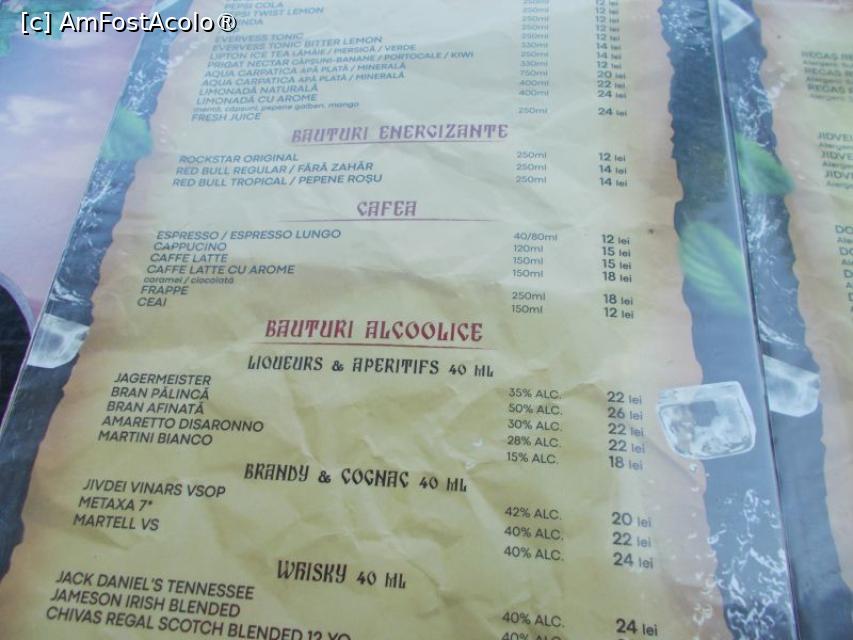 [c] AmFostAcolo®
PEPSI COLA 250ml 12 lei
PEPSI TWIST LEMON 250ml 12 lei
250ml 12 lei
EVERVESS TONIC 250ml 12 lei
EVERVESS TONIC BITTER LEMON 250ml 12 lei
LIPTON ICE TEA LĂMÂIE / PIERSICĂ / VERDE 330ml 14 lei
PRIGAT NECTAR CĂPȘUNI-BANANE / PORTOCALE / KIWI 250ml 14 lei
AQUA CARPATICA APĂ PLATĂ / MINERALĂ 330ml 12 lei
AQUA CARPATICA APĂ PLATĂ / MINERALĂ 750ml 20 lei
LIMONADĂ NATURALĂ 400ml 22 lei
LIMONADĂ CU AROME 400ml 24 lei
mentă, căpșuni, pepene galben, mango
FRESH JUICE 250ml 24 lei
BAUTURI ENERGIZANTE
ROCKSTAR ORIGINAL 250ml 12 lei
RED BULL REGULAR / FĂRĂ ZAHĂR 250ml 14 lei
RED BULL TROPICAL / PEPENE ROȘU 250ml 14 lei
CAFEA
ESPRESSO / ESPRESSO LUNGO 40/80ml 12 lei
CAPPUCINO 120ml 15 lei
CAFFE LATTE 150ml 15 lei
CAFFE LATTE CU AROME 150ml 18 lei
caramel / ciocolată
FRAPPE 250ml 18 lei
CEAI 150ml 12 lei
BAUTURI ALCOOLICE
LIQUEURS & APERITIFS 40 ML
JAGERMEISTER 35% ALC. 22 lei
BRAN PĂLINCĂ 50% ALC. 26 lei
BRAN AFINATĂ 30% ALC. 22 lei
AMARETTO DISARONNO 28% ALC. 22 lei
MARTINI BIANCO 15% ALC. 18 lei
BRANDY & COGNAC 40 ML
JIVDEI VINARS VSOP 42% ALC. 20 lei
METAXA 7* 40% ALC. 22 lei
MARTELL VS 40% ALC. 24 lei
WHISKY 40 ML
JACK DANIEL'S TENNESSEE 40% ALC. 24 lei
JAMESON IRISH BLENDED 40% ALC.
CHIVAS REGAL SCOTCH BLENDED 12 YO
RECAȘ
RECAȘ
RECAȘ
JIDVEI
JIDVEI
JIDVEI